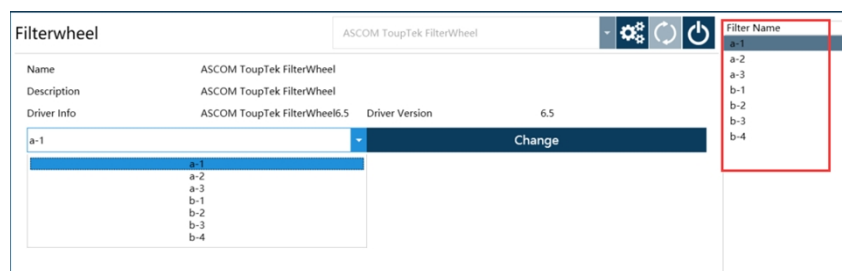 Filterwheel
ASCOM ToupTek FilterWheel
Name ASCOM ToupTek FilterWheel
Description ASCOM ToupTek FilterWheel
Driver Info ASCOM ToupTek FilterWheel6.5 Driver Version 6.5
a-1 Change
a-1
a-2
a-3
b-1
b-2
b-3
b-4
Filter Name
a-1
a-2
a-3
b-1
b-2
b-3
b-4